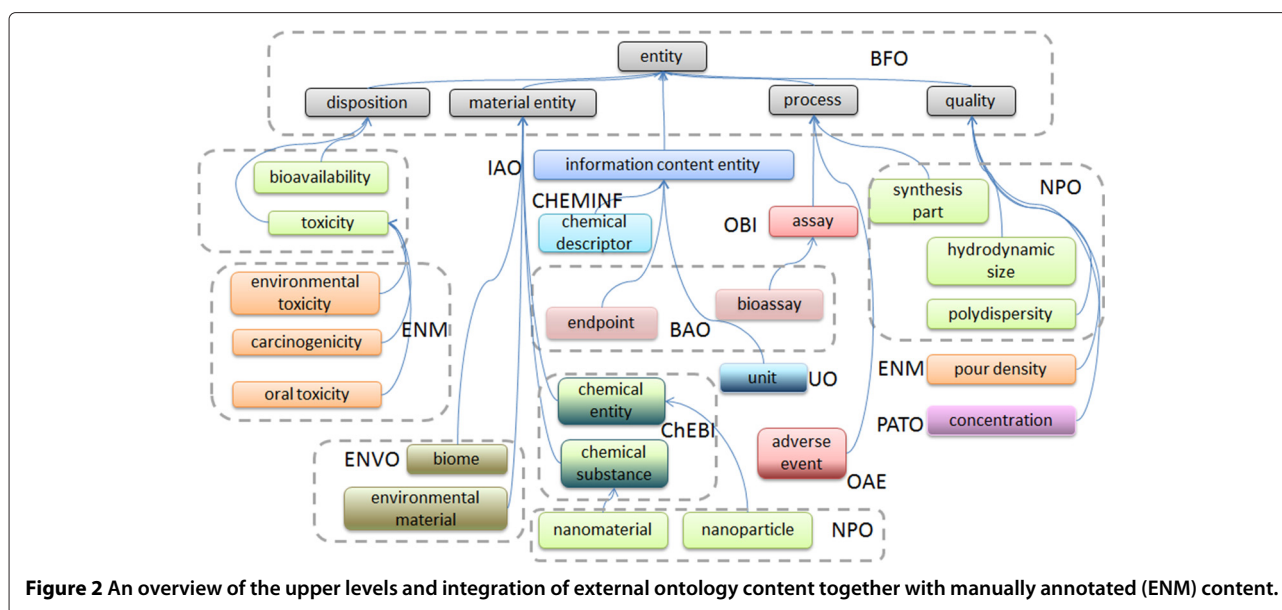 entity
BFO
disposition
material entity
process
quality
IAO
information content entity
bioavailability
toxicity
CHEMINF
chemical
descriptor
OBI
assay
synthesis
part
NPO
hydrodynamic
size
polydispersity
environmental
toxicity
carcinogenicity
oral toxicity
ENM
endpoint
bioassay
BAO
unit
UO
ENM
pour density
PATO
concentration
chemical
entity
ChEBI
chemical
substance
adverse
event
OAE
ENVO
biome
environmental
material
nanomaterial
nanoparticle
NPO
Figure 2 An overview of the upper levels and integration of external ontology content together with manually annotated (ENM) content.